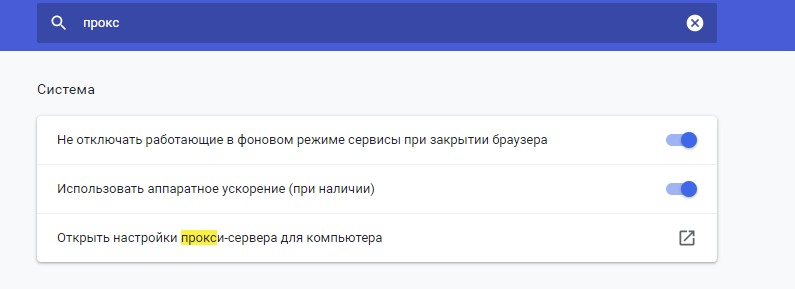 прокс
Система
Не отключать работающие в фоновом режиме сервисы при закрытии браузера
Использовать аппаратное ускорение (при наличии)
Открыть настройки прокси-сервера для компьютера